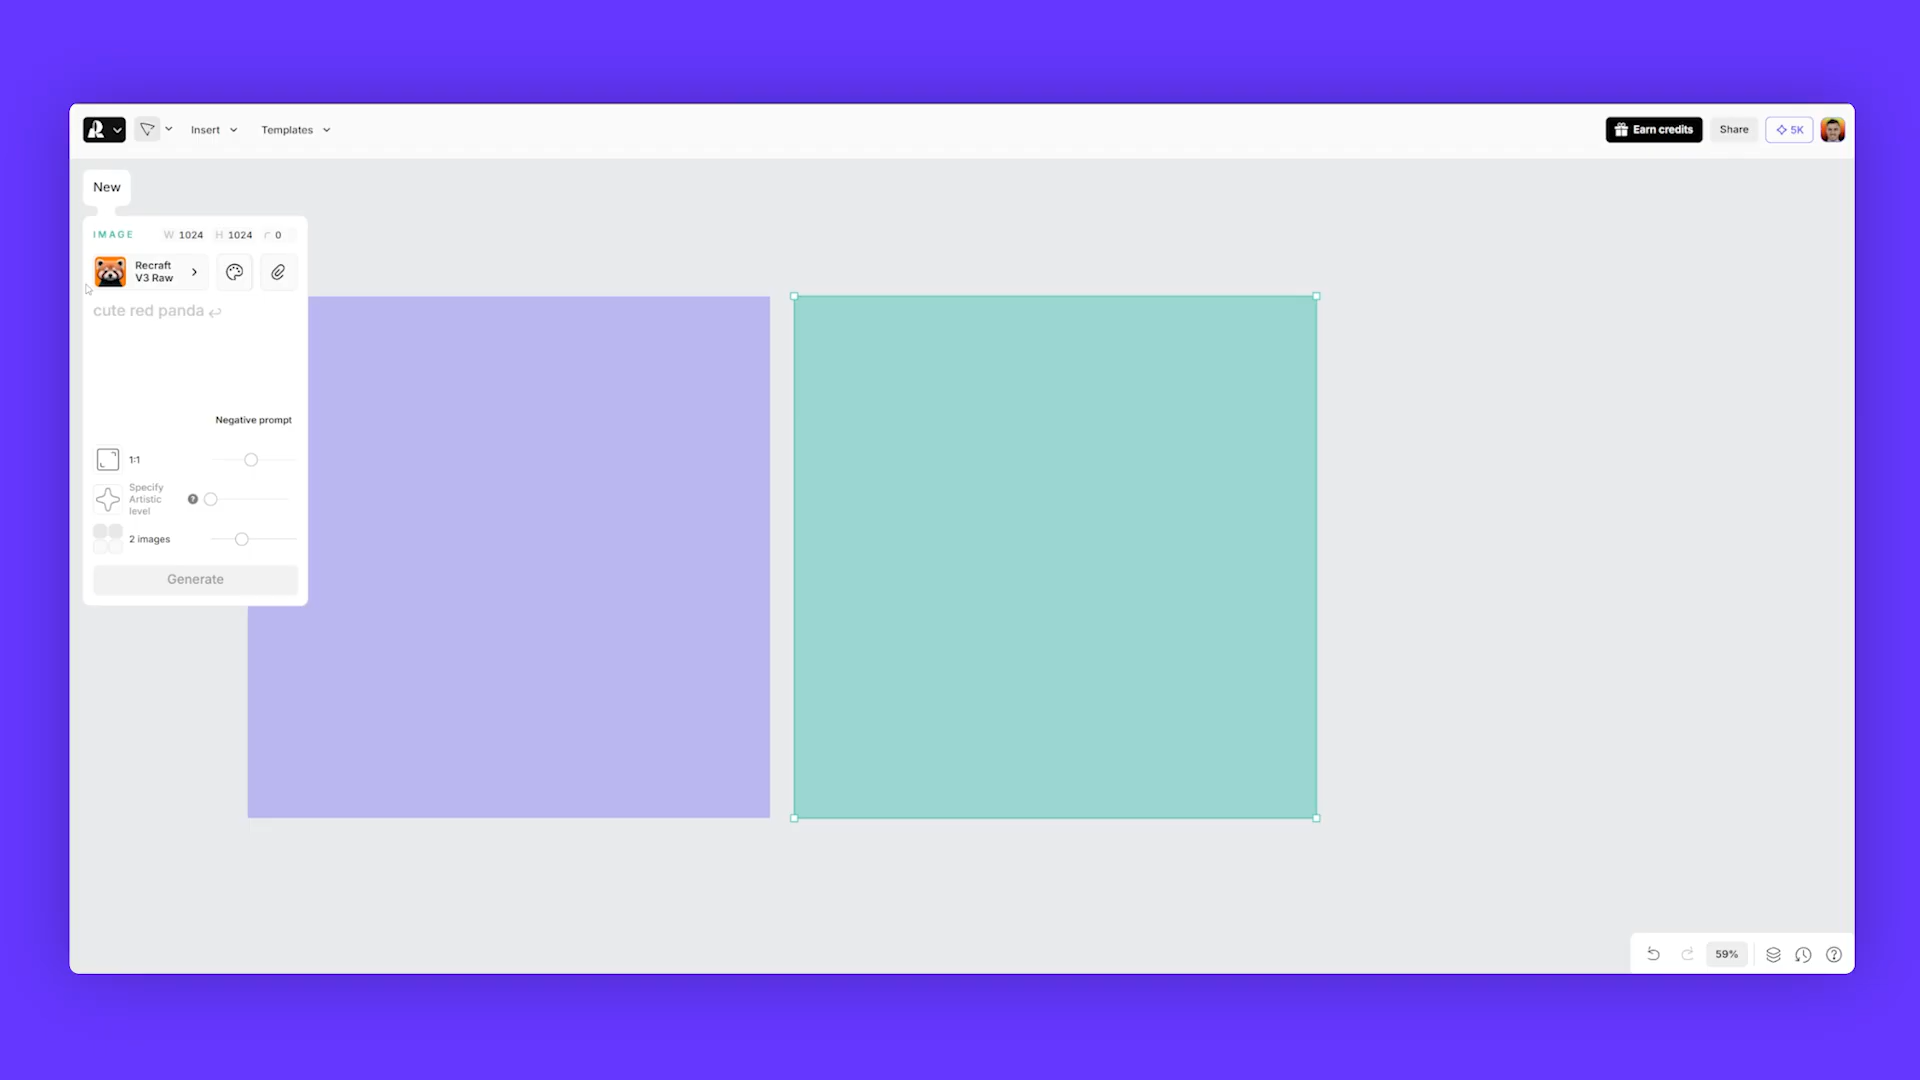 Insert
Templates
Earn credits
Share
5K
New
IMAGE
W 1024
H 1024
0
Recraft
V3 Raw
cute red panda
Negative prompt
1:1
Specify
Artistic
level
?
2 images
Generate
59%
?